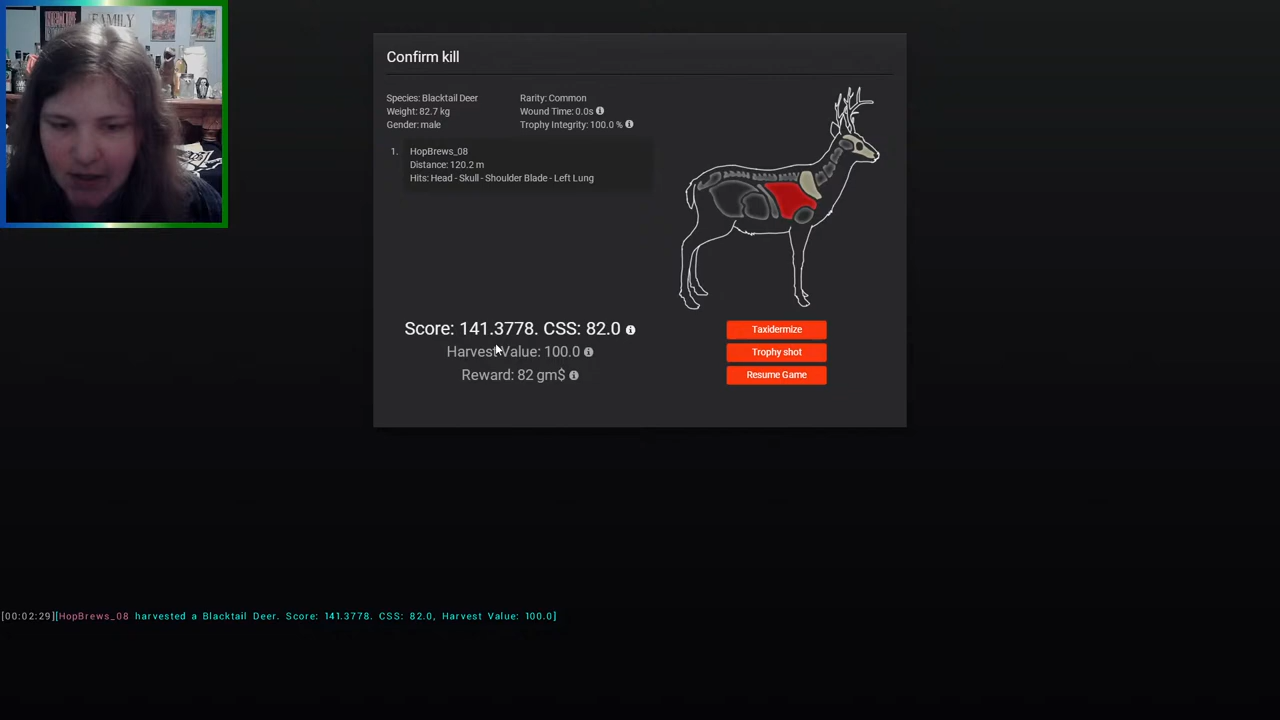 FAMILY
Confirm kill
Species: Blacktail Deer
Weight: 82.7 kg
Gender: male
Rarity: Common
Wound Time: 0.0s
Trophy Integrity: 100.0 %
1. HopBrews_08
Distance: 120.2 m
Hits: Head - Skull - Shoulder Blade - Left Lung
Score: 141.3778. CSS: 82.0
Harvest Value: 100.0
Reward: 82 gm$
Taxidermize
Trophy shot
Resume Game
[00:02:29][HopBrews_08 harvested a Blacktail Deer. Score: 141.3778. CSS: 82.0, Harvest Value: 100.0]